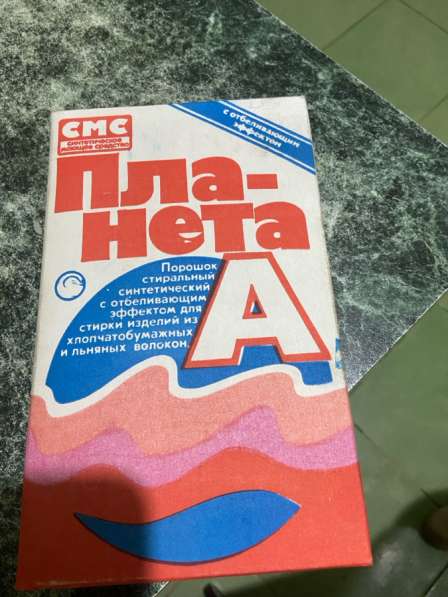 СМС
СИНТЕТИЧЕСКОЕ
МОЮЩЕЕ СРЕДСТВО
с отбеливающим
эффектом
Пла-
нета
А
Порошок
стиральный
синтетический
с отбеливающим
эффектом для
стирки изделий из
хлопчатобумажных
и льняных волокон.